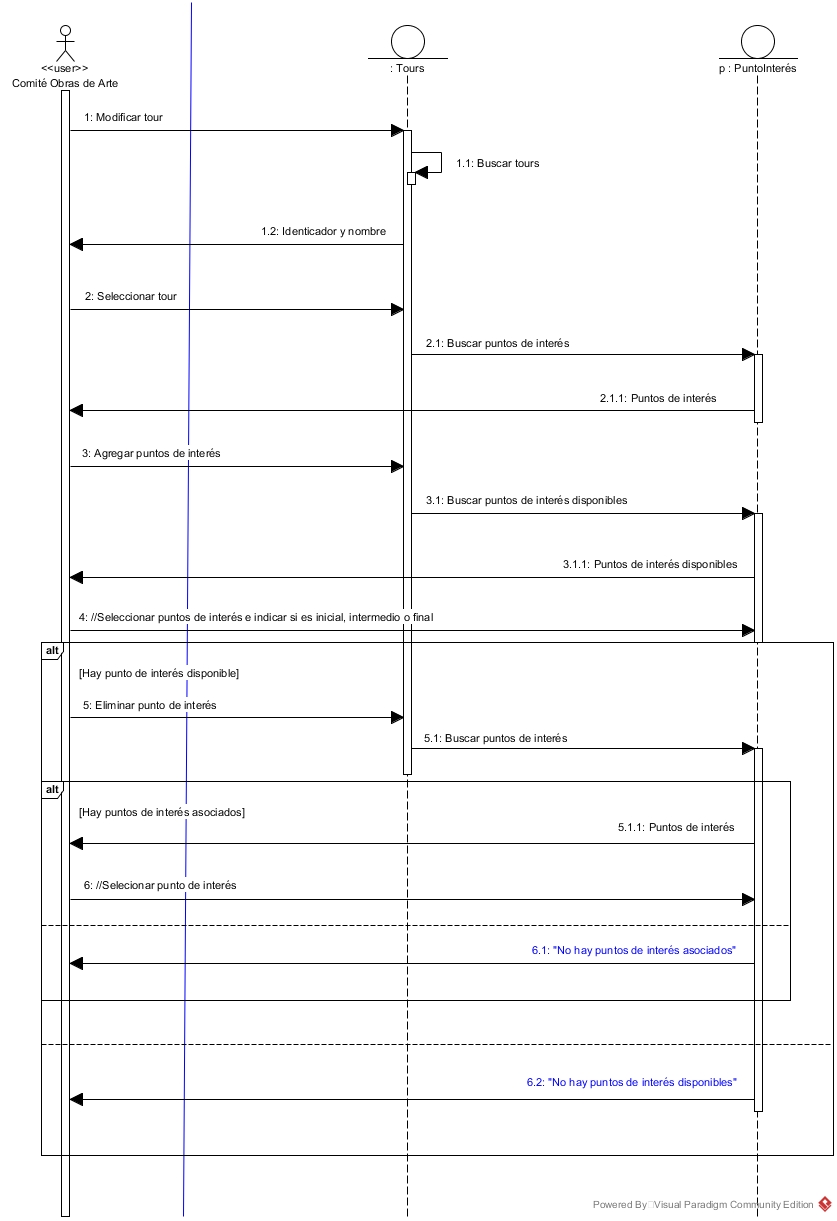 <<user>>
Comité Obras de Arte
: Tours
p : PuntoInterés
1: Modificar tour
1.1: Buscar tours
1.2: Identicador y nombre
2: Seleccionar tour
2.1: Buscar puntos de interés
2.1.1: Puntos de interés
3: Agregar puntos de interés
3.1: Buscar puntos de interés disponibles
3.1.1: Puntos de interés disponibles
4: //Seleccionar puntos de interés e indicar si es inicial, intermedio o final
alt
[Hay punto de interés disponible]
5: Eliminar punto de interés
5.1: Buscar puntos de interés
alt
[Hay puntos de interés asociados]
5.1.1: Puntos de interés
6: //Selecionar punto de interés
6.1: "No hay puntos de interés asociados"
6.2: "No hay puntos de interés disponibles"
Powered By Visual Paradigm Community Edition